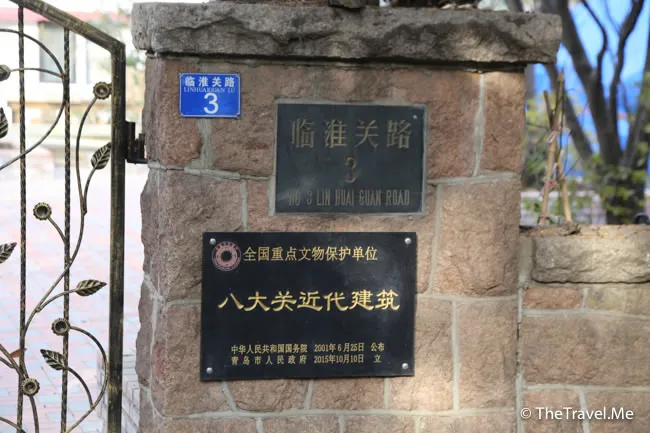 临淮关路
LINHUAIGUAN LU
3
临淮关路
3
NO 3 LIN HUAI GUAN ROAD
全国重点文物保护单位
八大关近代建筑
中华人民共和国国务院 2001年6月25日 公布
青岛市人民政府 2015年10月10日 立
©TheTravel.Me